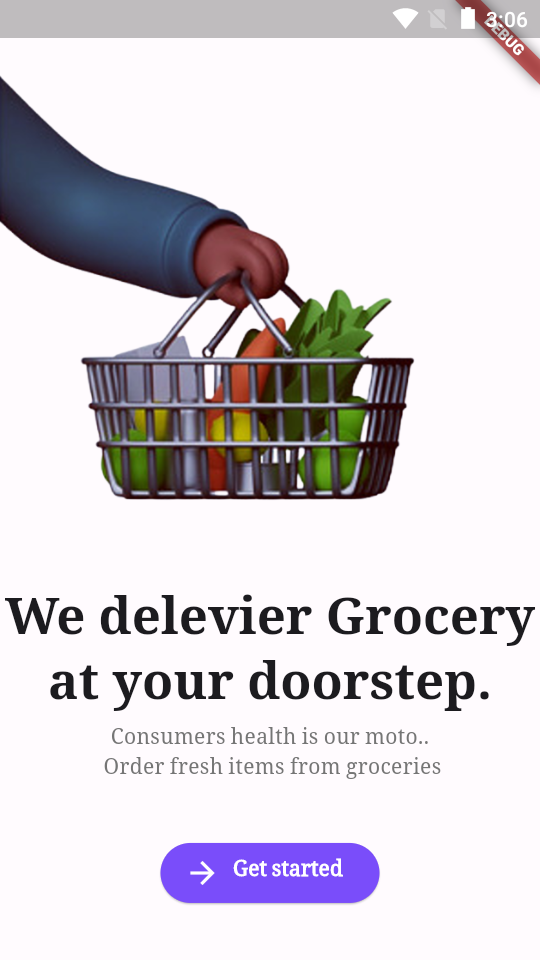 3:06
DEBUG
We delevier Grocery
at your doorstep.
Consumers health is our moto..
Order fresh items from groceries
Get started